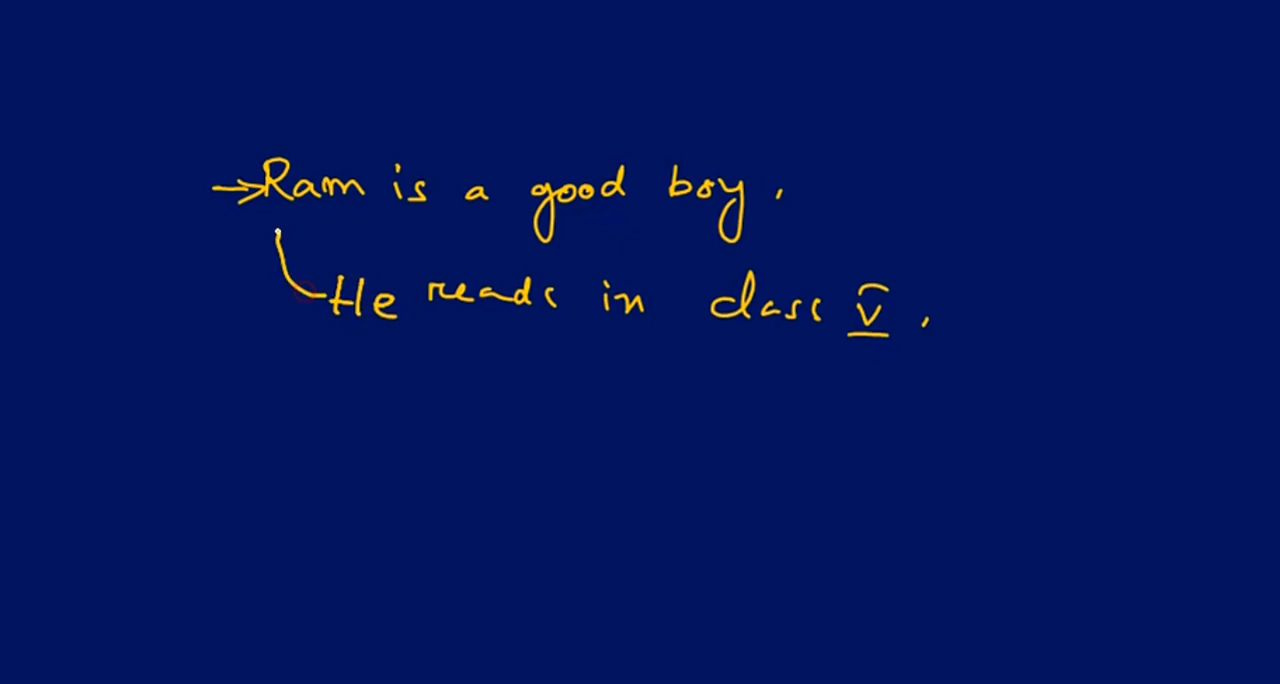 →Ram is a good boy.
He reads in class V.